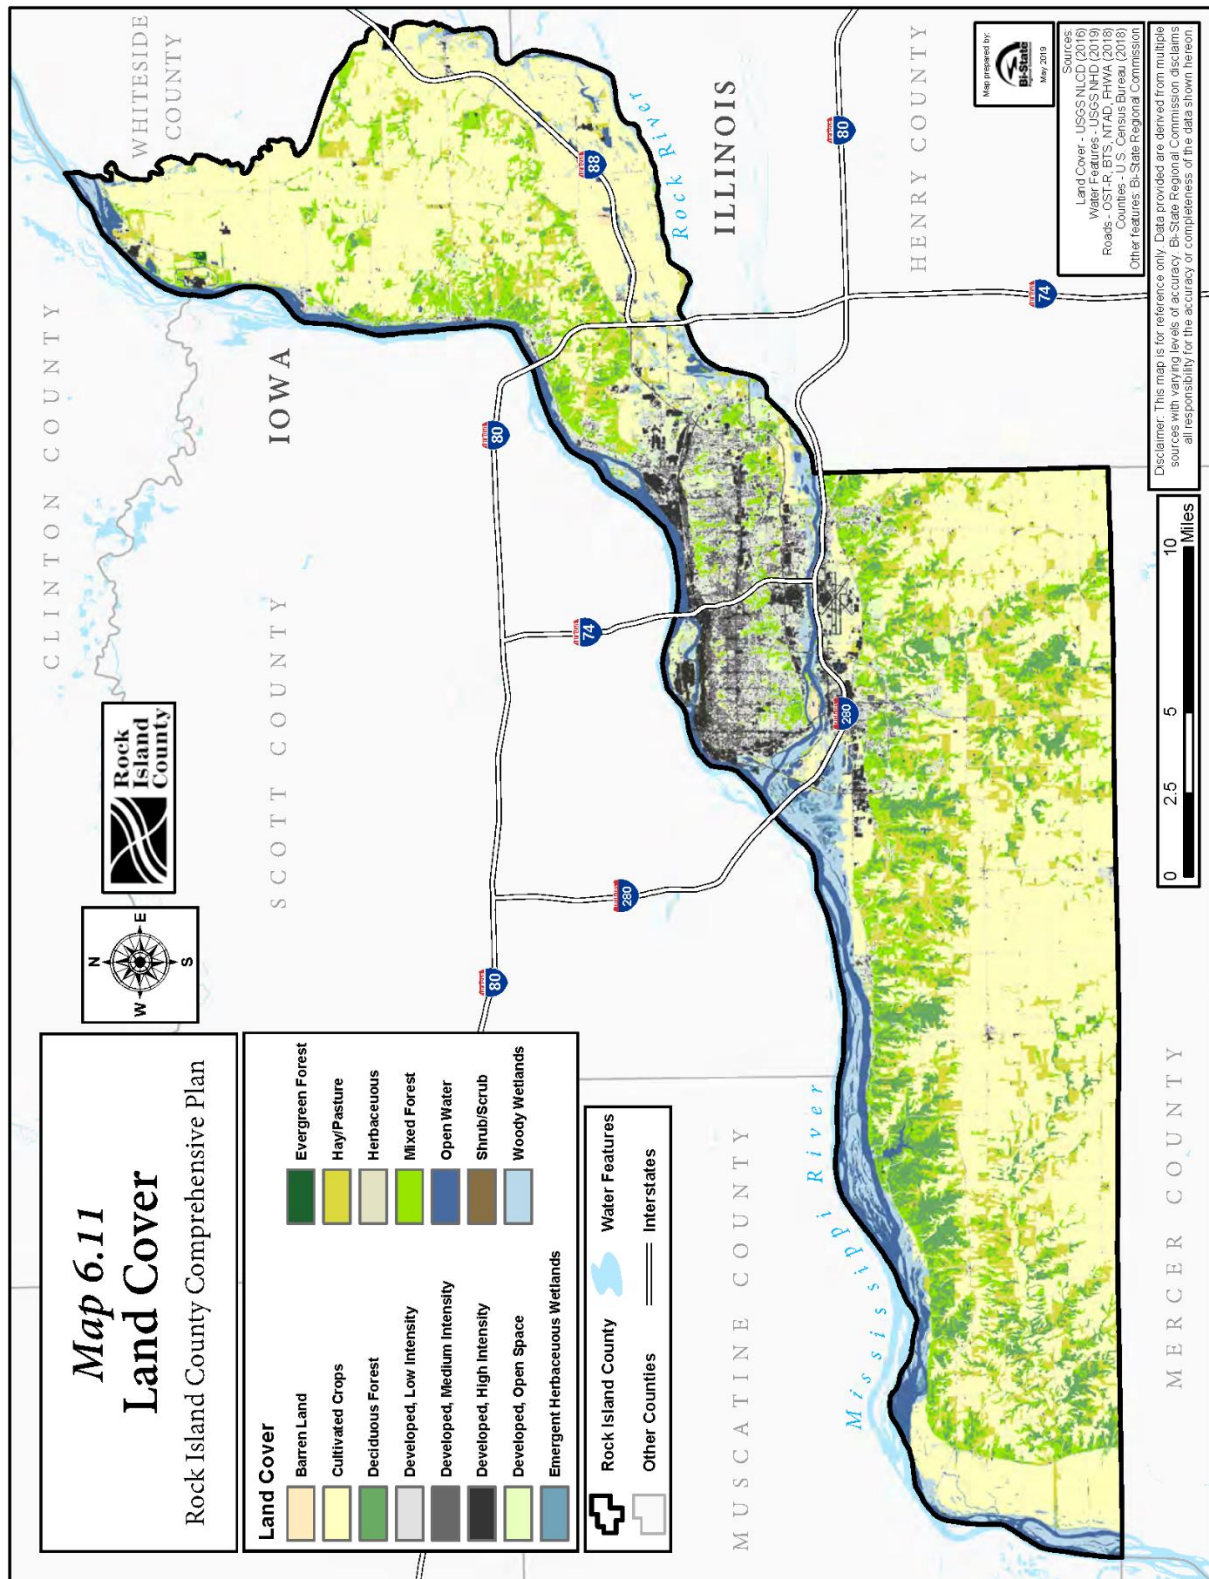 Map 6.11
Land Cover
Rock Island County Comprehensive Plan
N
W
E
S
Rock
Island
County
Land Cover
Barren Land
Cultivated Crops
Deciduous Forest
Developed, Low Intensity
Developed, Medium Intensity
Developed, High Intensity
Developed, Open Space
Emergent Herbaceuous Wetlands
Evergreen Forest
Hay/Pasture
Herbaceuous
Mixed Forest
Open Water
Shrub/Scrub
Woody Wetlands
Rock Island County
Other Counties
Water Features
Interstates
CLINTON COUNTY
WHITESIDE
COUNTY
IOWA
SCOTT COUNTY
Rock River
ILLINOIS
HENRY COUNTY
MUSCATINE COUNTY
Mississippi River
MERCER COUNTY
80
280
74
80
88
80
74
280
0
2.5
5
10
Miles
Map prepared by:
Bi-State
May 2019
Sources:
Land Cover - USGS NLCD (2016)
Water Features - USGS NHD (2019)
Roads - OST-R, BTS, NTAD, FHWA (2018)
Counties - U.S. Census Bureau (2018)
Other features: Bi-State Regional Commission
Disclaimer: This map is for reference only. Data provided are derived from multiple
sources with varying levels of accuracy. Bi-State Regional Commission disclaims
all responsibility for the accuracy or completeness of the data shown hereon.